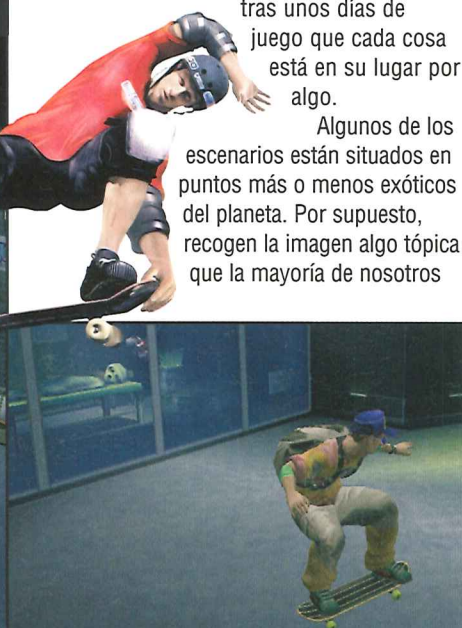 tras unos días de
juego que cada cosa
está en su lugar por
algo.
Algunos de los
escenarios están situados en
puntos más o menos exóticos
del planeta. Por supuesto,
recogen la imagen algo tópica
que la mayoría de nosotros